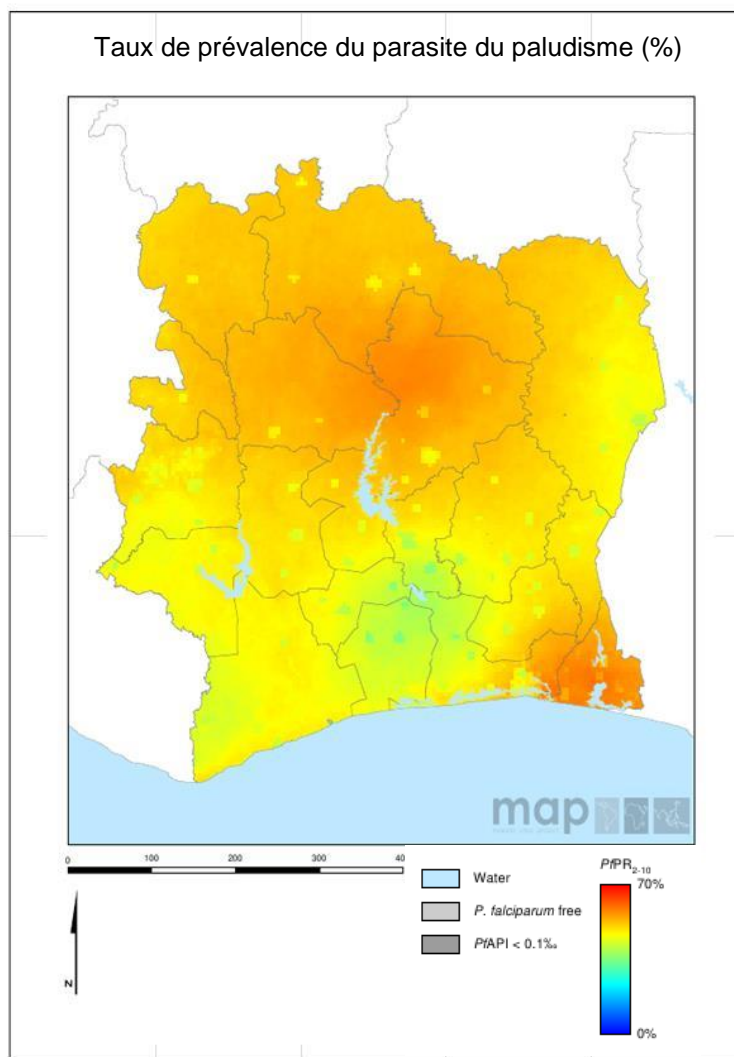 Taux de prévalence du parasite du paludisme (%)
map
0 100 200 300 40
Water
P. falciparum free
PfAPI < 0.1‰
PfPR2-10
70%
0%
N